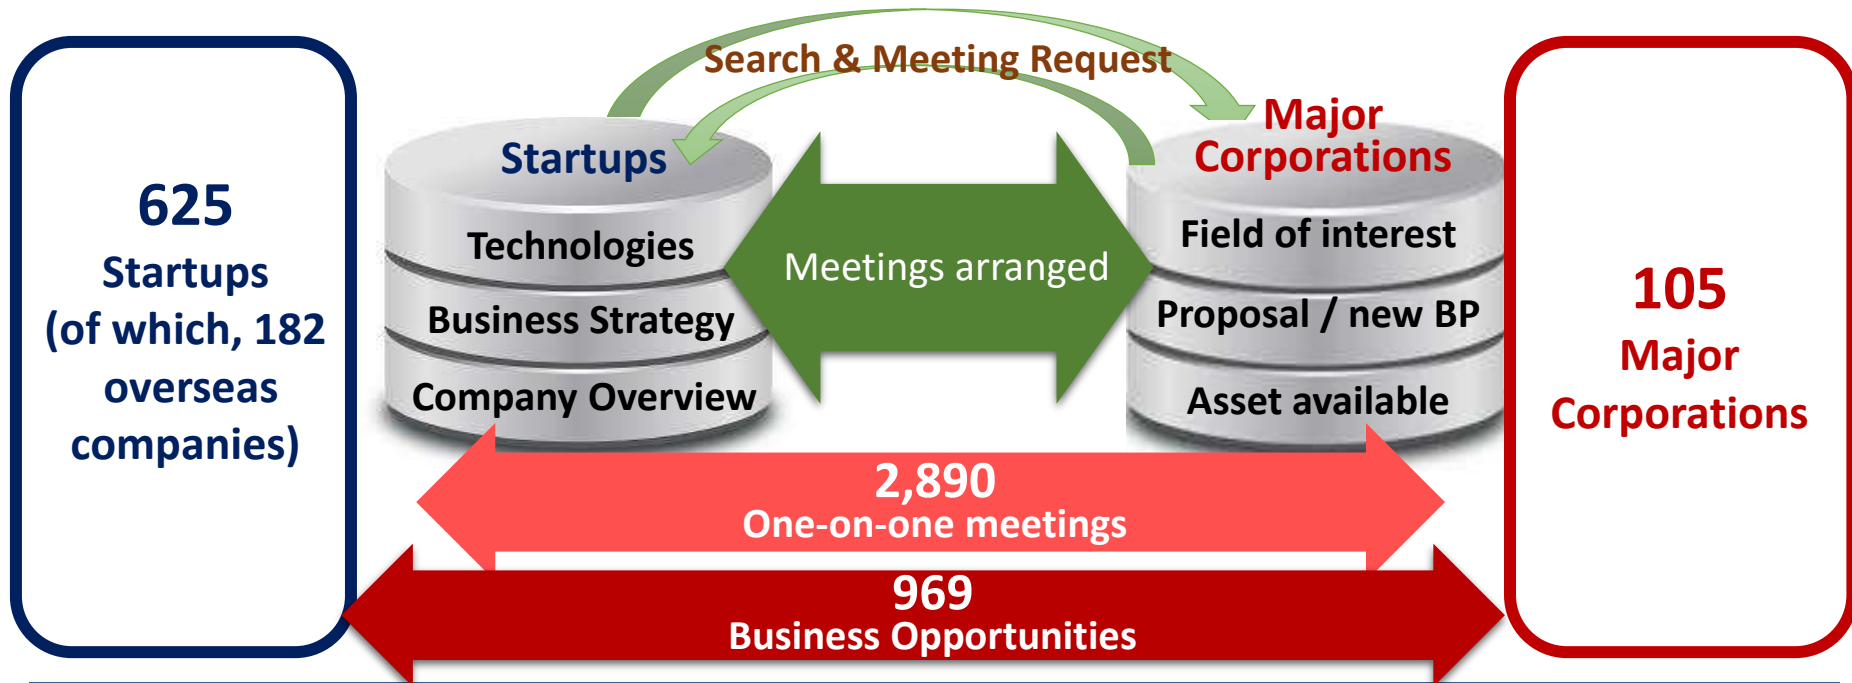 625
Startups
(of which, 182
overseas
companies)
Search & Meeting Request
Startups
Technologies
Business Strategy
Company Overview
Meetings arranged
Major
Corporations
Field of interest
Proposal / new BP
Asset available
2,890
One-on-one meetings
969
Business Opportunities
105
Major
Corporations